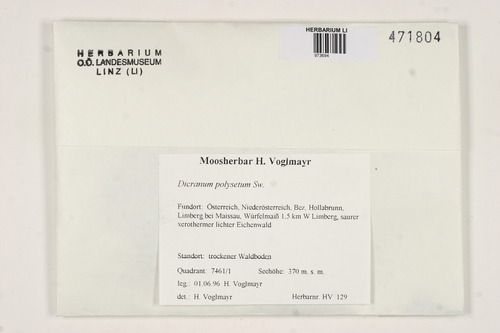 HERBARIUM LI
471804
HERBARIUM
O.Ö. LANDESMUSEUM
LINZ (LI)
Moosherbar H. Voglmayr
Dicranum polysetum Sw.
Fundort: Österreich, Niederösterreich, Bez. Hollabrunn,
Limberg bei Maissau, Würfelmaiß 1,5 km W Limberg, saurer
xerothermer lichter Eichenwald
Standort: trockener Waldboden
Quadrant: 7461/1 Seehöhe: 370 m. s. m.
leg.: 01.06.96 H. Voglmayr
det.: H. Voglmayr Herbarnr. HV 129